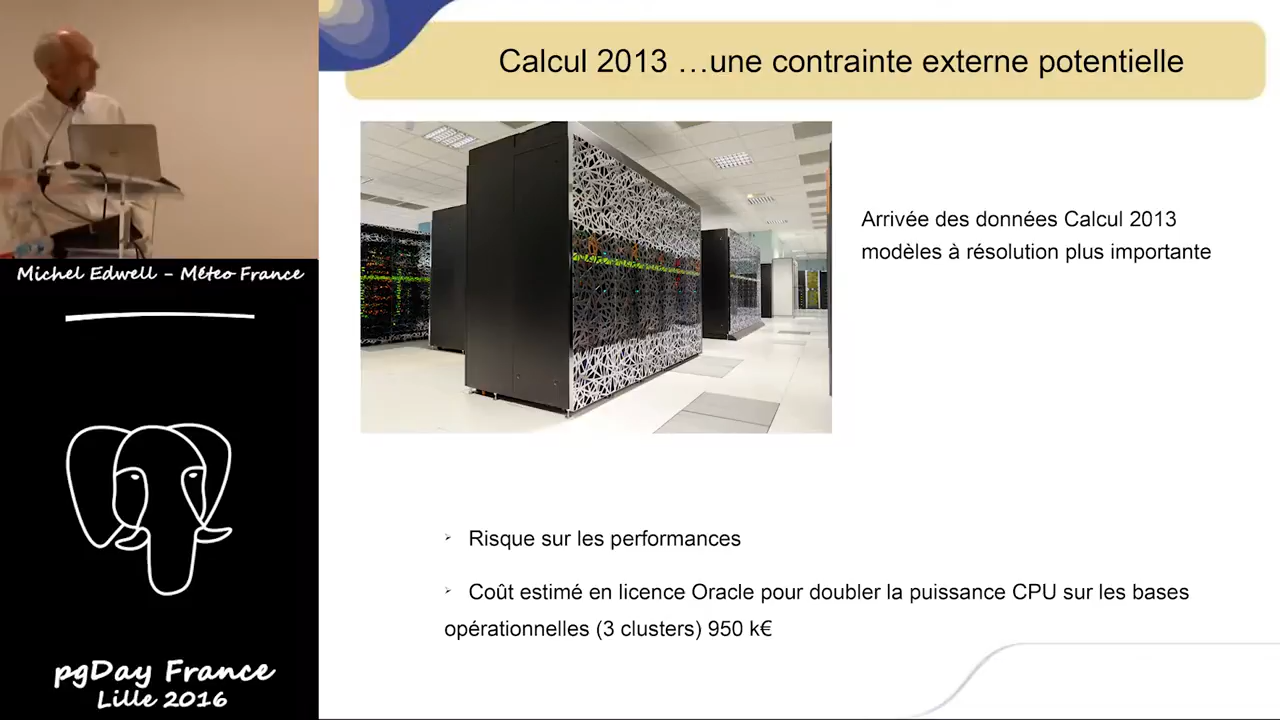 Calcul 2013 …une contrainte externe potentielle
Arrivée des données Calcul 2013
modèles à résolution plus importante
Michel Edwell – Méteo France
Risque sur les performances
Coût estimé en licence Oracle pour doubler la puissance CPU sur les bases
opérationnelles (3 clusters) 950 k€
pgDay France
Lille 2016